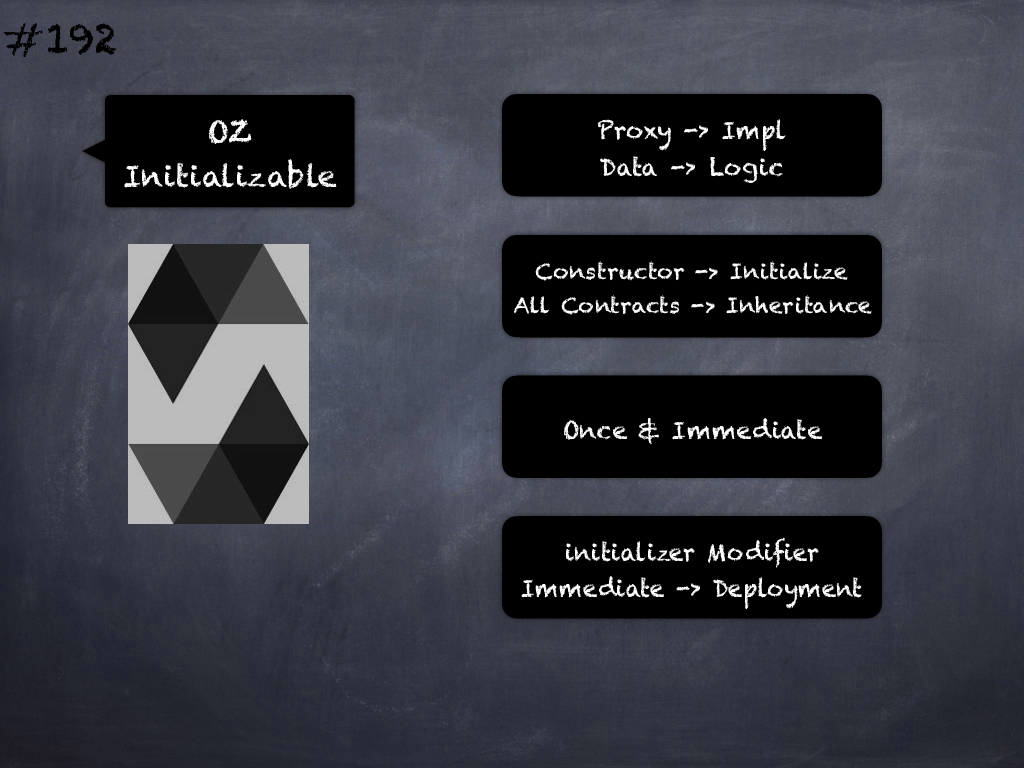 #192
OZ
Initializable
Proxy -> Impl
Data -> Logic
Constructor -> Initialize
All Contracts -> Inheritance
Once & Immediate
initializer Modifier
Immediate -> Deployment